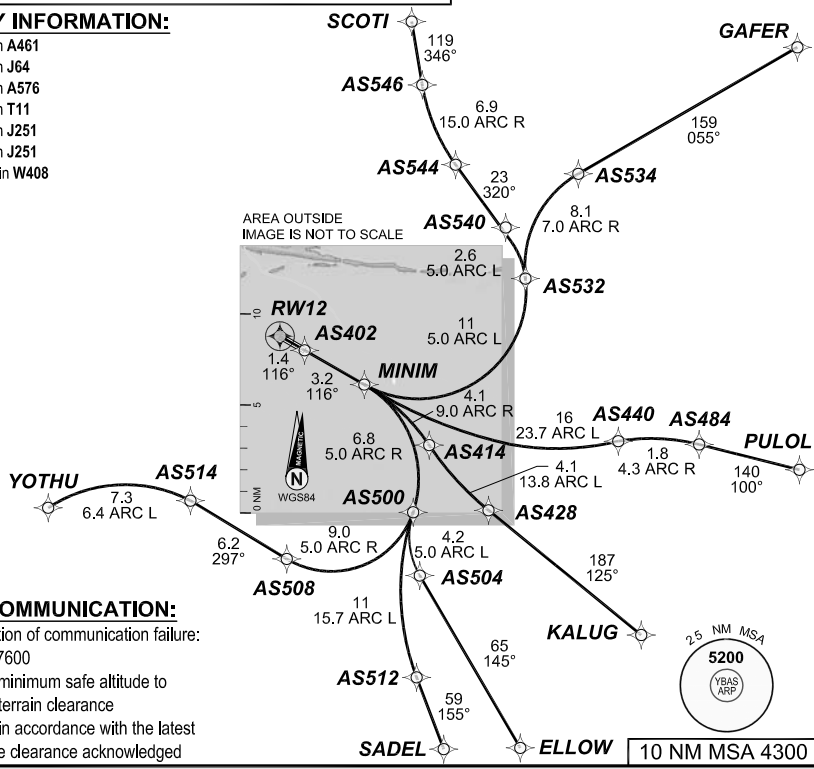 Y INFORMATION:
n A461
n J64
n A576
n T11
n J251
n J251
in W408
SCOTI
119
346°
AS546
6.9
15.0 ARC R
AS544
23
320°
AS540
2.6
5.0 ARC L
GAFER
159
055°
AS534
8.1
7.0 ARC R
AS532
11
5.0 ARC L
AREA OUTSIDE
IMAGE IS NOT TO SCALE
RW12
AS402
1.4
116°
3.2
116°
MINIM
10
5
0 NM
MAGNETIC
N
WGS84
4.1
9.0 ARC R
16
23.7 ARC L
AS440
AS484
1.8
4.3 ARC R
PULOL
140
100°
6.8
5.0 ARC R
AS414
4.1
13.8 ARC L
AS428
187
125°
KALUG
YOTHU
7.3
6.4 ARC L
AS514
6.2
297°
AS508
9.0
5.0 ARC R
AS500
4.2
5.0 ARC L
AS504
11
15.7 ARC L
65
145°
AS512
59
155°
SADEL
ELLOW
OMMUNICATION:
tion of communication failure:
7600
minimum safe altitude to
terrain clearance
in accordance with the latest
e clearance acknowledged
25 NM MSA
5200
YBAS
ARP
10 NM MSA 4300